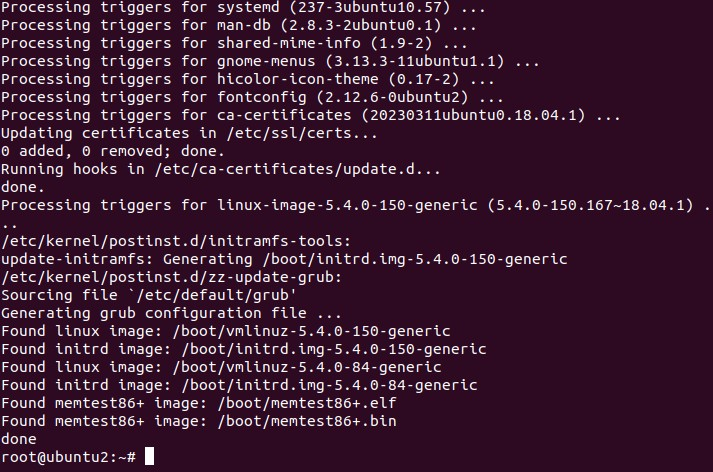 Processing triggers for systemd (237-3ubuntu10.57) ...
Processing triggers for man-db (2.8.3-2ubuntu0.1) ...
Processing triggers for shared-mime-info (1.9-2) ...
Processing triggers for gnome-menus (3.13.3-11ubuntu1.1) ...
Processing triggers for hicolor-icon-theme (0.17-2) ...
Processing triggers for fontconfig (2.12.6-0ubuntu2) ...
Processing triggers for ca-certificates (20230311ubuntu0.18.04.1) ...
Updating certificates in /etc/ssl/certs...
0 added, 0 removed; done.
Running hooks in /etc/ca-certificates/update.d...
done.
Processing triggers for linux-image-5.4.0-150-generic (5.4.0-150.167~18.04.1) .
..
/etc/kernel/postinst.d/initramfs-tools:
update-initramfs: Generating /boot/initrd.img-5.4.0-150-generic
/etc/kernel/postinst.d/zz-update-grub:
Sourcing file `/etc/default/grub'
Generating grub configuration file ...
Found linux image: /boot/vmlinuz-5.4.0-150-generic
Found initrd image: /boot/initrd.img-5.4.0-150-generic
Found linux image: /boot/vmlinuz-5.4.0-84-generic
Found initrd image: /boot/initrd.img-5.4.0-84-generic
Found memtest86+ image: /boot/memtest86+.elf
Found memtest86+ image: /boot/memtest86+.bin
done
root@ubuntu2:~#